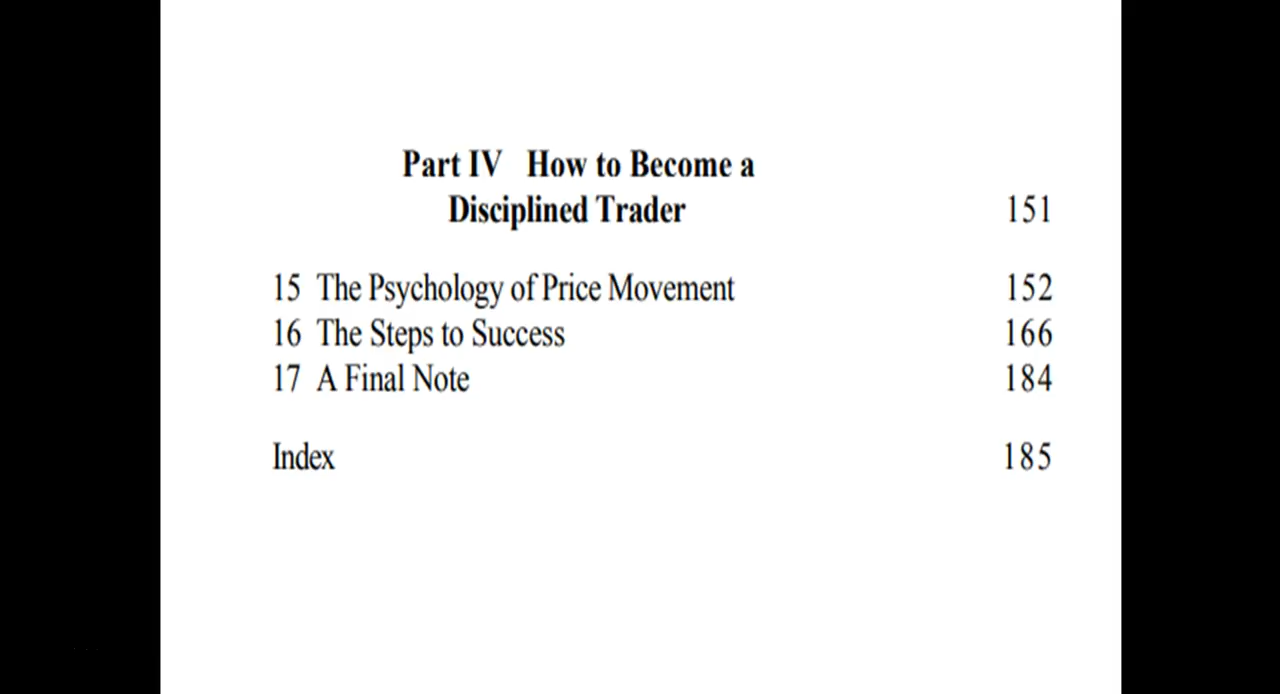 Part IV How to Become a
Disciplined Trader 151
15 The Psychology of Price Movement 152
16 The Steps to Success 166
17 A Final Note 184
Index 185